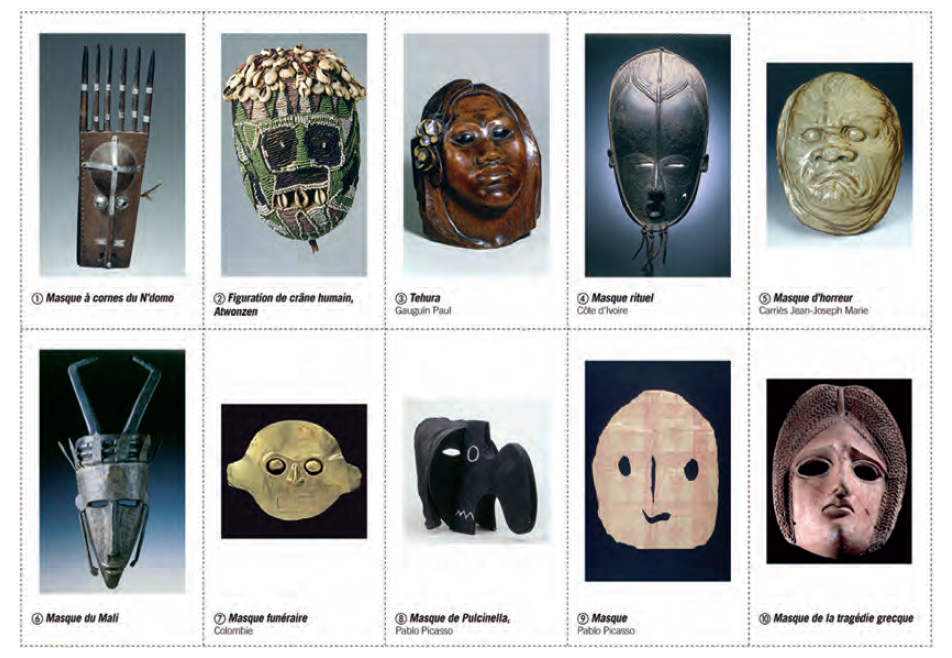 ① Masque à cornes du N'domo
② Figuration de crâne humain,
Atwonzen
③ Tehura
Gauguin Paul
④ Masque rituel
Côte d'Ivoire
⑤ Masque d'horreur
Carriès Jean-Joseph Marie
⑥ Masque du Mali
⑦ Masque funéraire
Colombie
⑧ Masque de Pulcinella,
Pablo Picasso
⑨ Masque
Pablo Picasso
⑩ Masque de la tragédie grecque